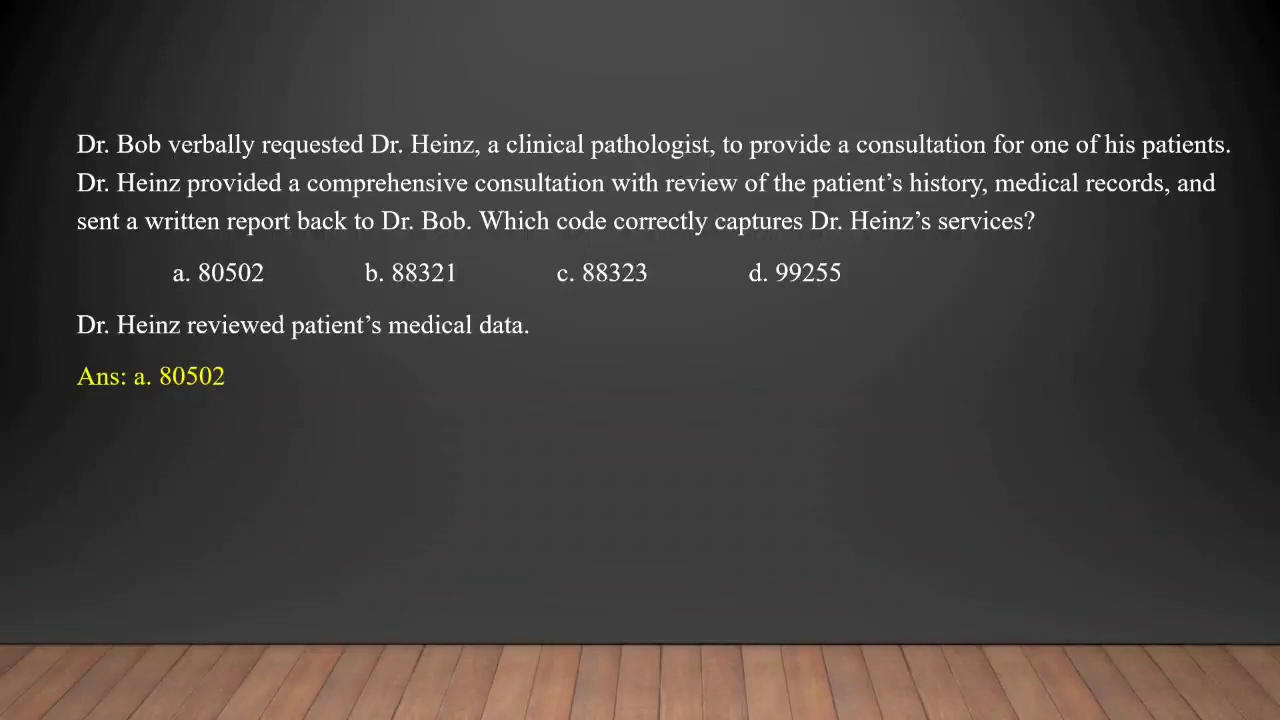 Dr. Bob verbally requested Dr. Heinz, a clinical pathologist, to provide a consultation for one of his patients.
Dr. Heinz provided a comprehensive consultation with review of the patient’s history, medical records, and
sent a written report back to Dr. Bob. Which code correctly captures Dr. Heinz’s services?
a. 80502 b. 88321 c. 88323 d. 99255
Dr. Heinz reviewed patient’s medical data.
Ans: a. 80502